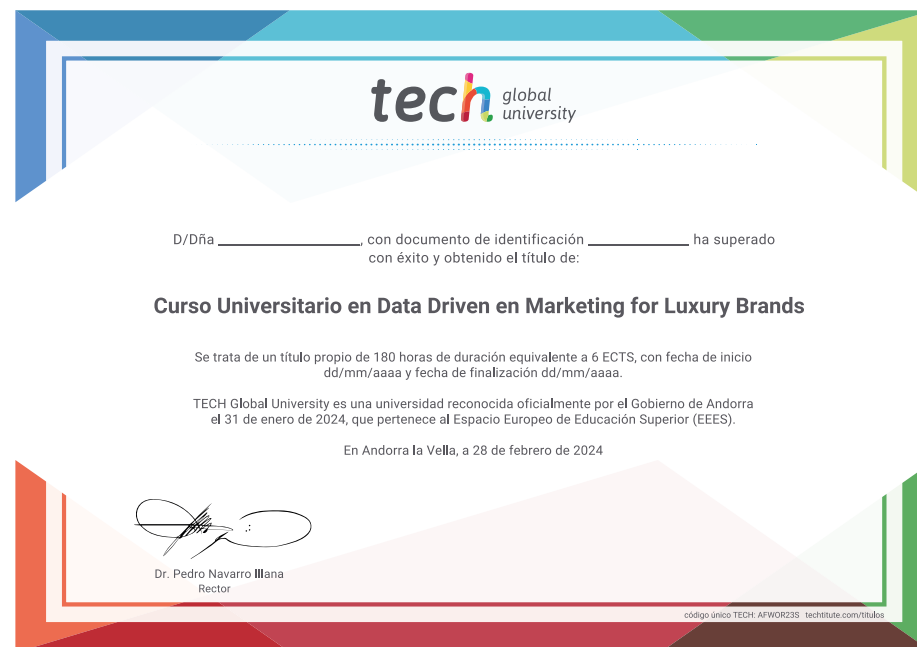 tech global
university
D/Dña ____________, con documento de identificación ____________ ha superado
con éxito y obtenido el título de:
Curso Universitario en Data Driven en Marketing for Luxury Brands
Se trata de un título propio de 180 horas de duración equivalente a 6 ECTS, con fecha de inicio
dd/mm/aaaa y fecha de finalización dd/mm/aaaa.
TECH Global University es una universidad reconocida oficialmente por el Gobierno de Andorra
el 31 de enero de 2024, que pertenece al Espacio Europeo de Educación Superior (EEES).
En Andorra la Vella, a 28 de febrero de 2024
Dr. Pedro Navarro Illana
Rector
código único TECH: AFWOR23S techtitute.com/titulos